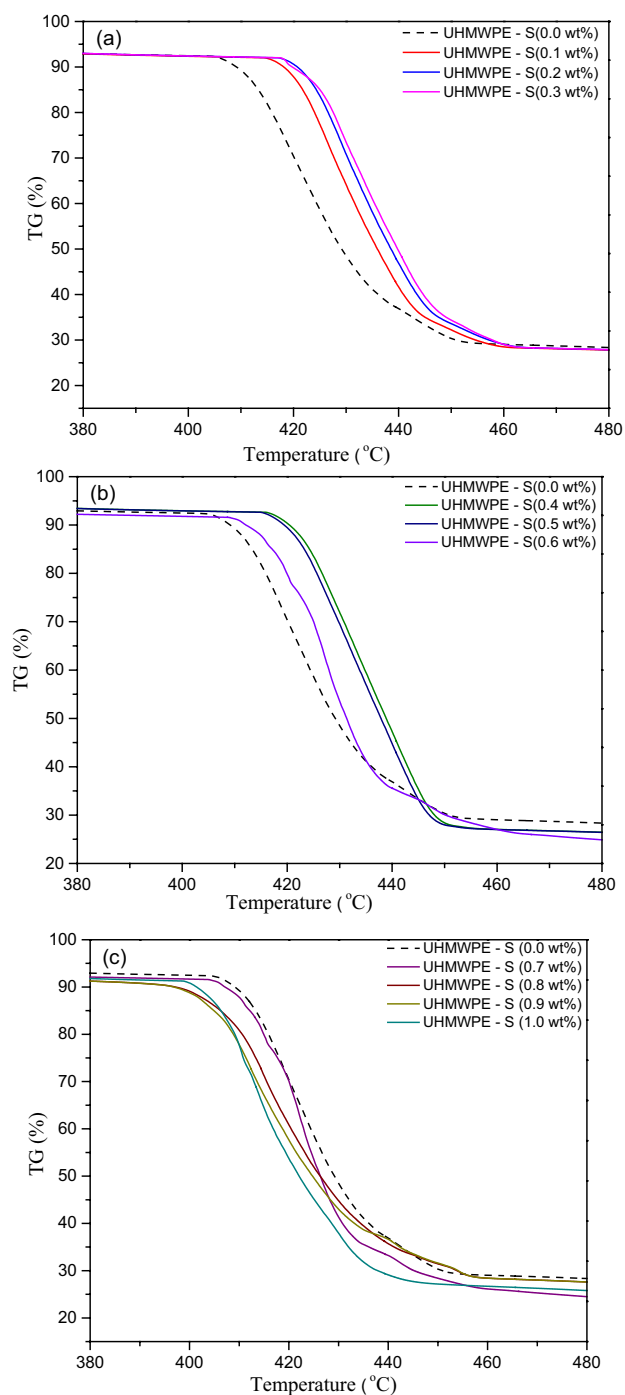 (a)
UHMWPE - S(0.0 wt%)
UHMWPE - S(0.1 wt%)
UHMWPE - S(0.2 wt%)
UHMWPE - S(0.3 wt%)
100
90
80
70
60
50
40
30
20
TG (%)
380 400 420 440 460 480
Temperature (°C)
(b)
UHMWPE - S(0.0 wt%)
UHMWPE - S(0.4 wt%)
UHMWPE - S(0.5 wt%)
UHMWPE - S(0.6 wt%)
100
90
80
70
60
50
40
30
20
TG (%)
380 400 420 440 460 480
Temperature (°C)
(c)
UHMWPE - S (0.0 wt%)
UHMWPE - S (0.7 wt%)
UHMWPE - S (0.8 wt%)
UHMWPE - S (0.9 wt%)
UHMWPE - S (1.0 wt%)
100
90
80
70
60
50
40
30
20
TG (%)
380 400 420 440 460 480
Temperature (°C)